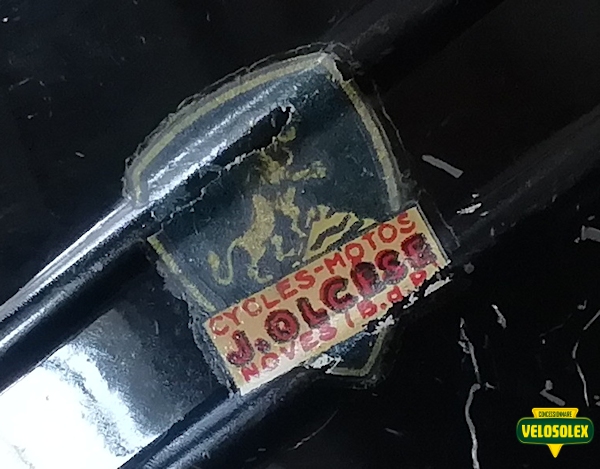 CYCLES-MOTOS
J. OLCESE
NOVES (B.d.R.
CONCESSIONNAIRE
VELOSOLEX